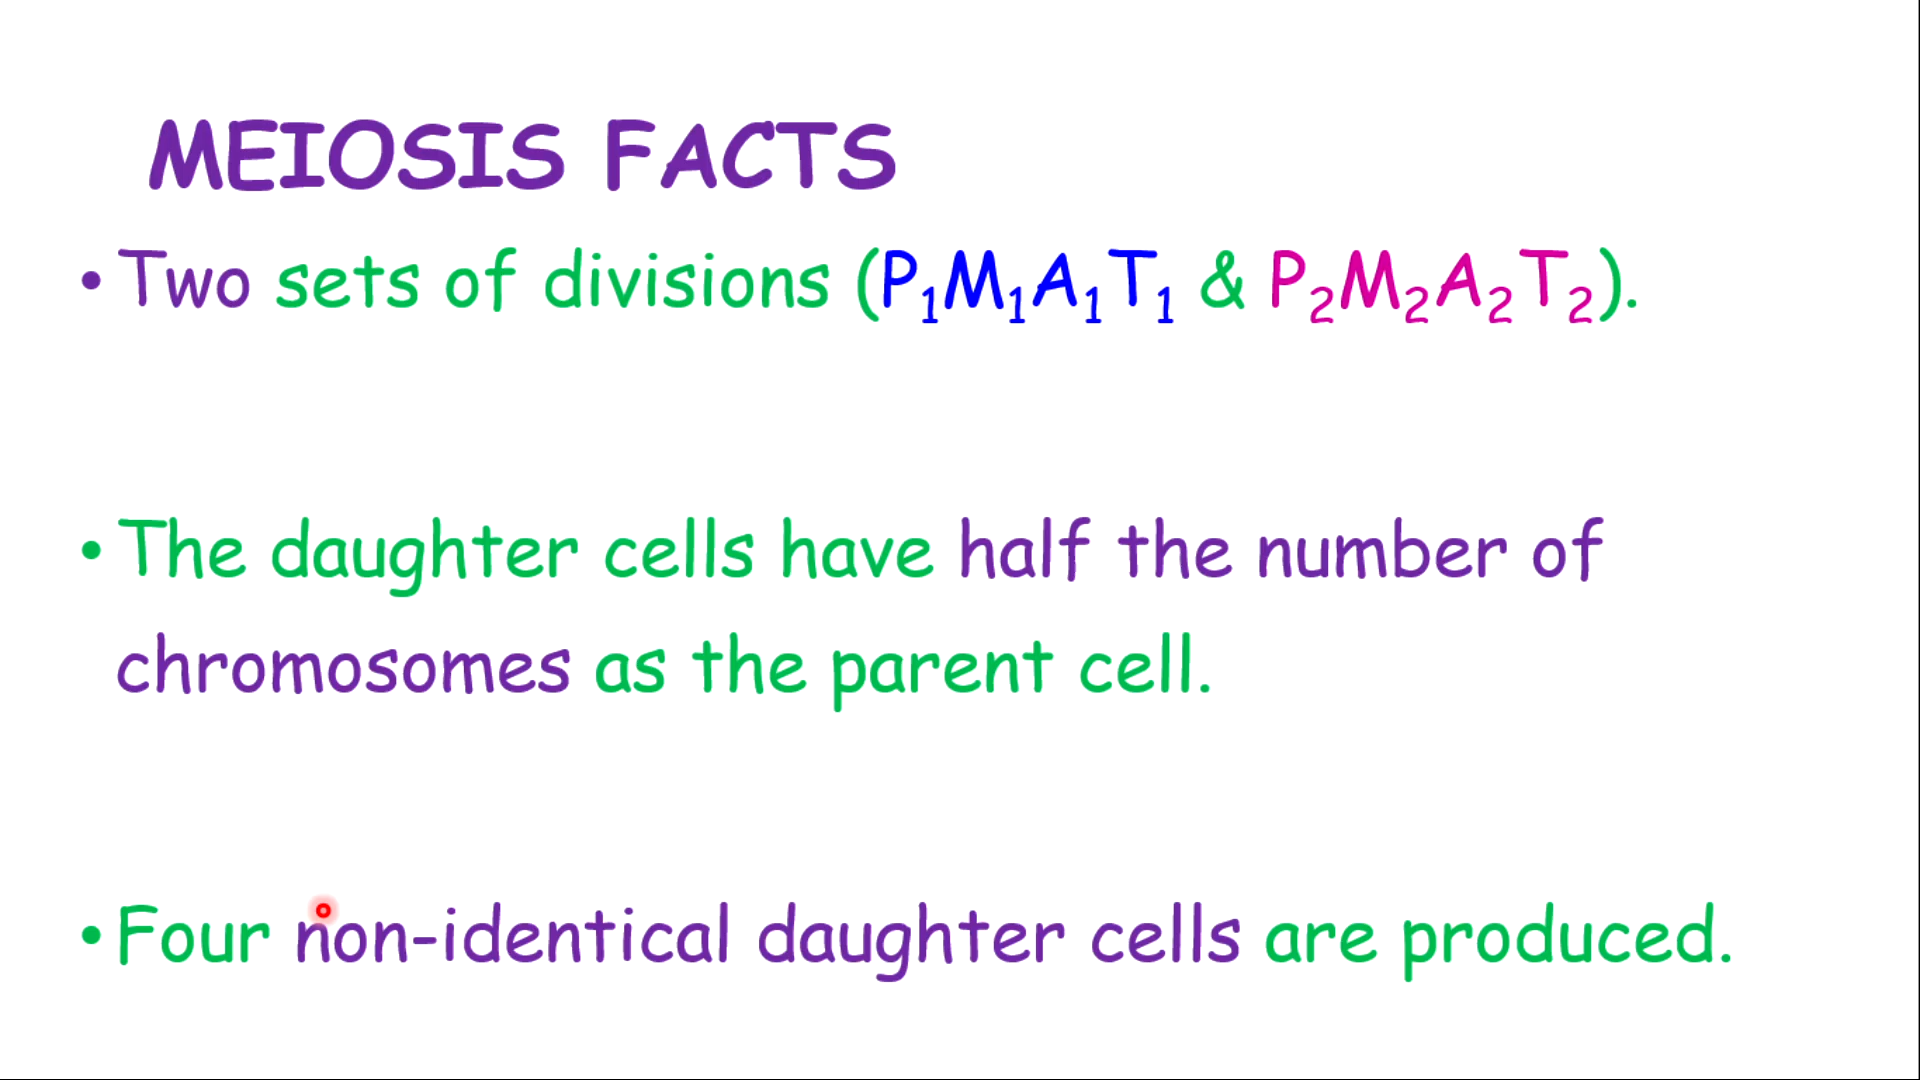 MEIOSIS FACTS
• Two sets of divisions (P₁M₁A₁T₁ & P₂M₂A₂T₂).
• The daughter cells have half the number of
chromosomes as the parent cell.
• Four non-identical daughter cells are produced.